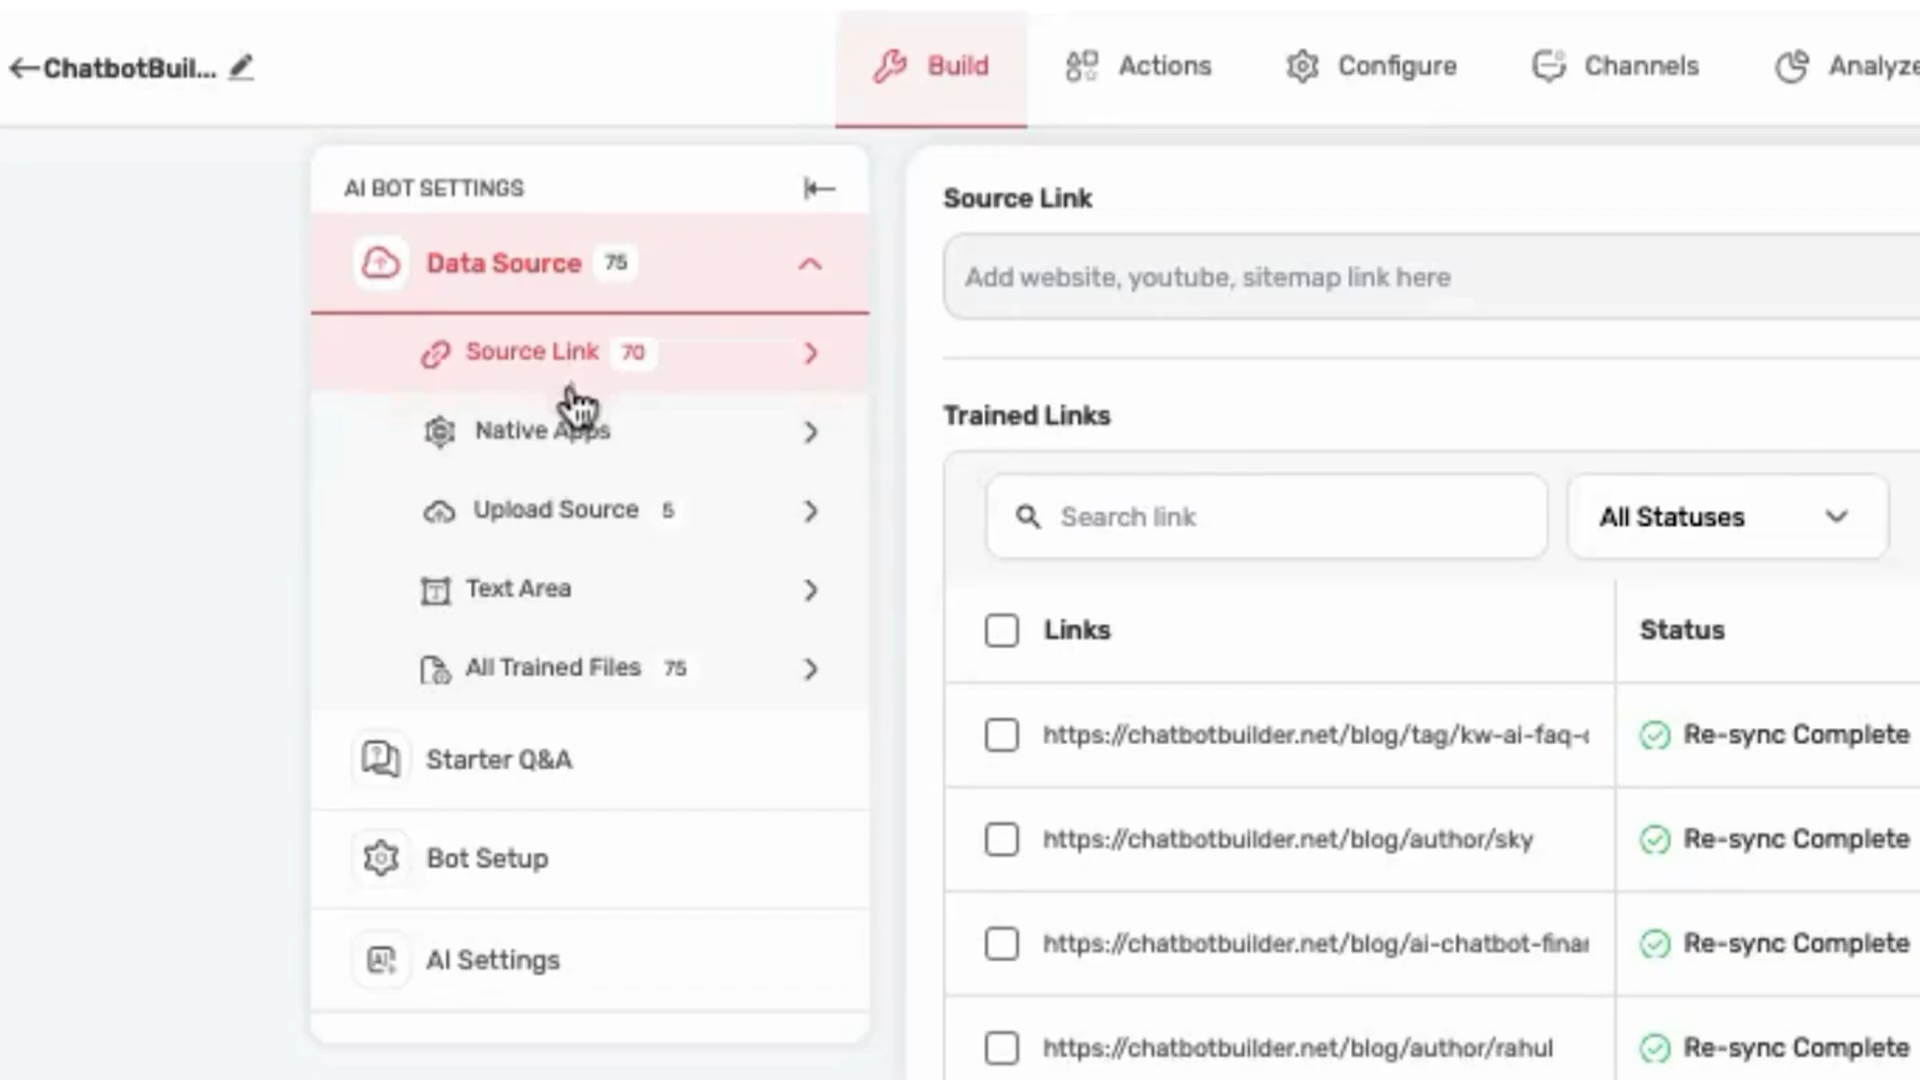 ChatbotBuil...
Build
Actions
Configure
Channels
Analyze
AI BOT SETTINGS
Data Source 75
Source Link 70
Native Apps
Upload Source 5
Text Area
All Trained Files 75
Starter Q&A
Bot Setup
AI Settings
Source Link
Add website, youtube, sitemap link here
Trained Links
Search link
All Statuses
Links
Status
https://chatbotbuilder.net/blog/tag/kw-ai-faq-
Re-sync Complete
https://chatbotbuilder.net/blog/author/sky
Re-sync Complete
https://chatbotbuilder.net/blog/ai-chatbot-finan
Re-sync Complete
https://chatbotbuilder.net/blog/author/rahul
Re-sync Complete